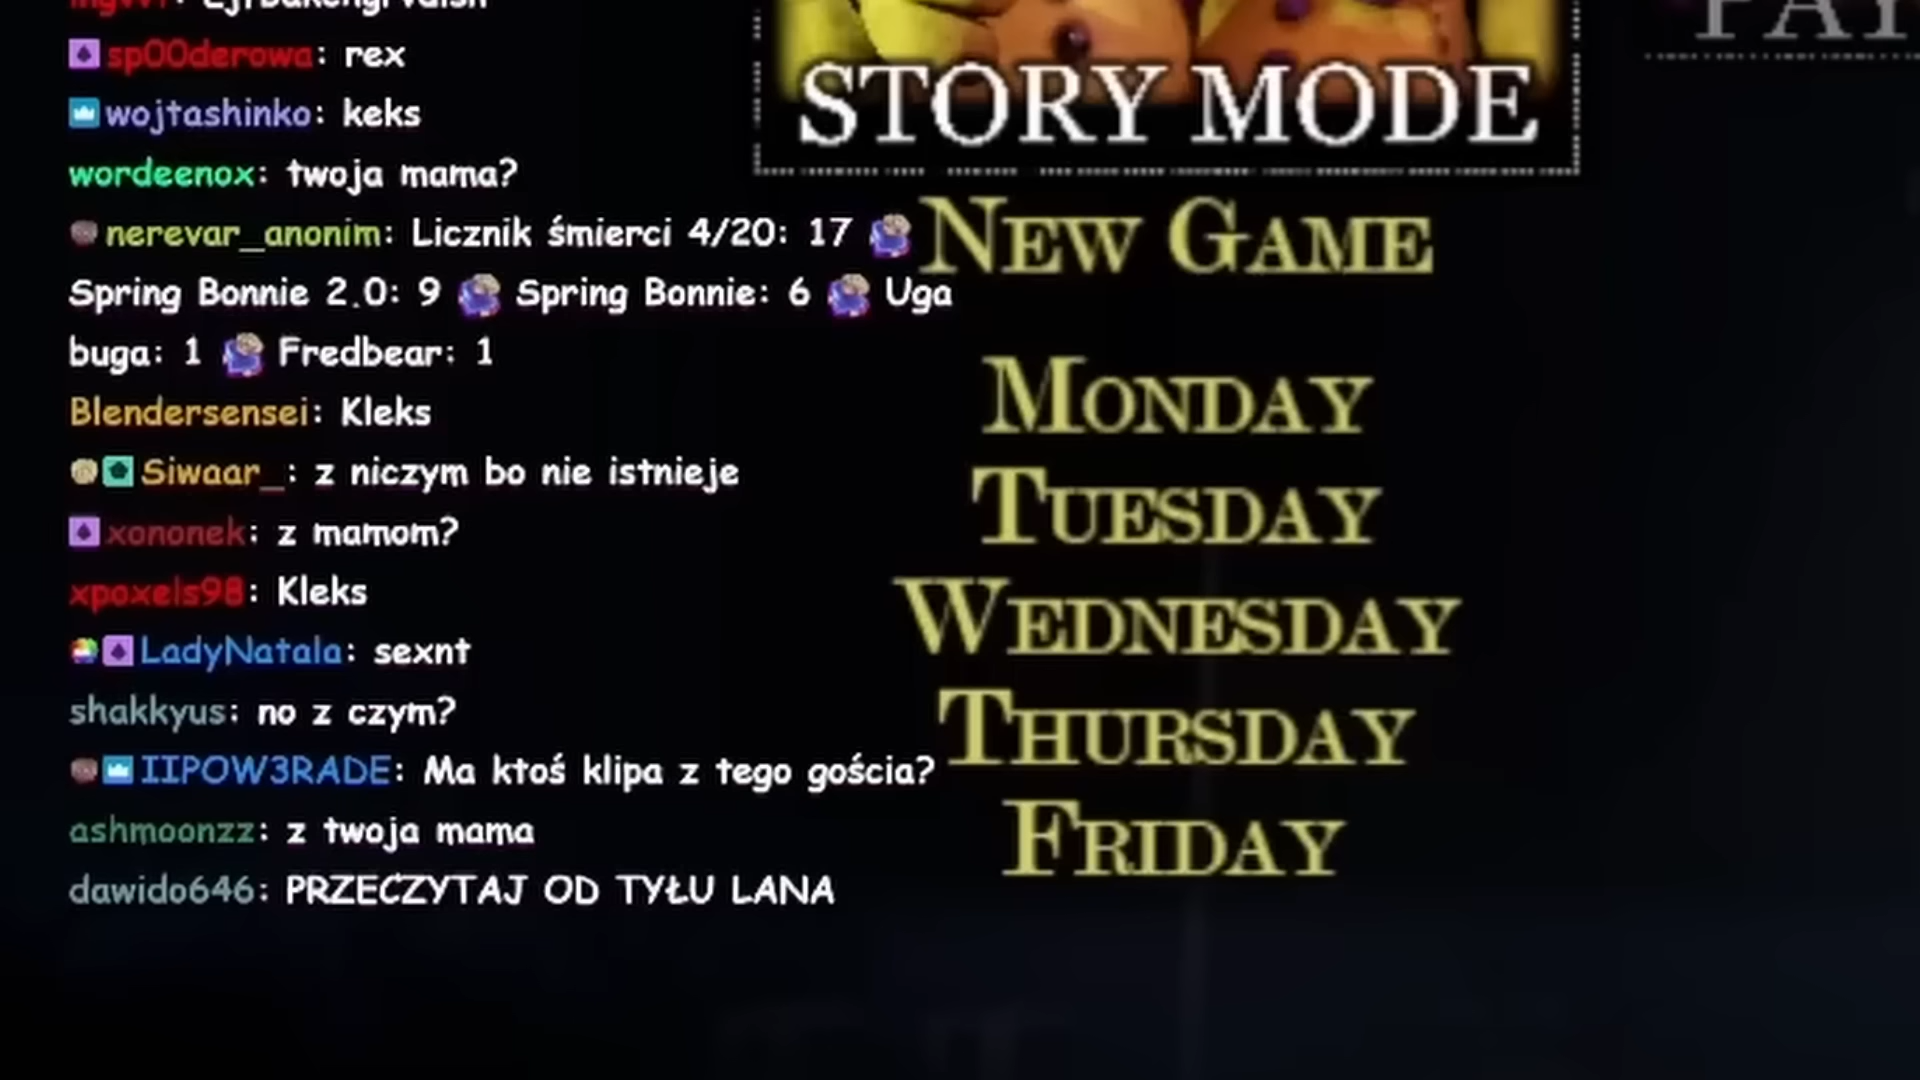 sp00derowa: rex
wojtashinko: keks
wordeenox: twoja mama?
nerevar_anonim: Licznik śmierci 4/20: 17
Spring Bonnie 2.0: 9 Spring Bonnie: 6 Uga
buga: 1 Fredbear: 1
Blendersensei: Kleks
Siwaar_: z niczym bo nie istnieje
xononek: z mamom?
xpoxels98: Kleks
LadyNatala: sexnt
shakkyus: no z czym?
IIPOW3RADE: Ma ktoś klipa z tego gościa?
ashmoonzz: z twoja mama
dawido646: PRZECZYTAJ OD TYŁU LANA
STORY MODE
NEW GAME
MONDAY
TUESDAY
WEDNESDAY
THURSDAY
FRIDAY